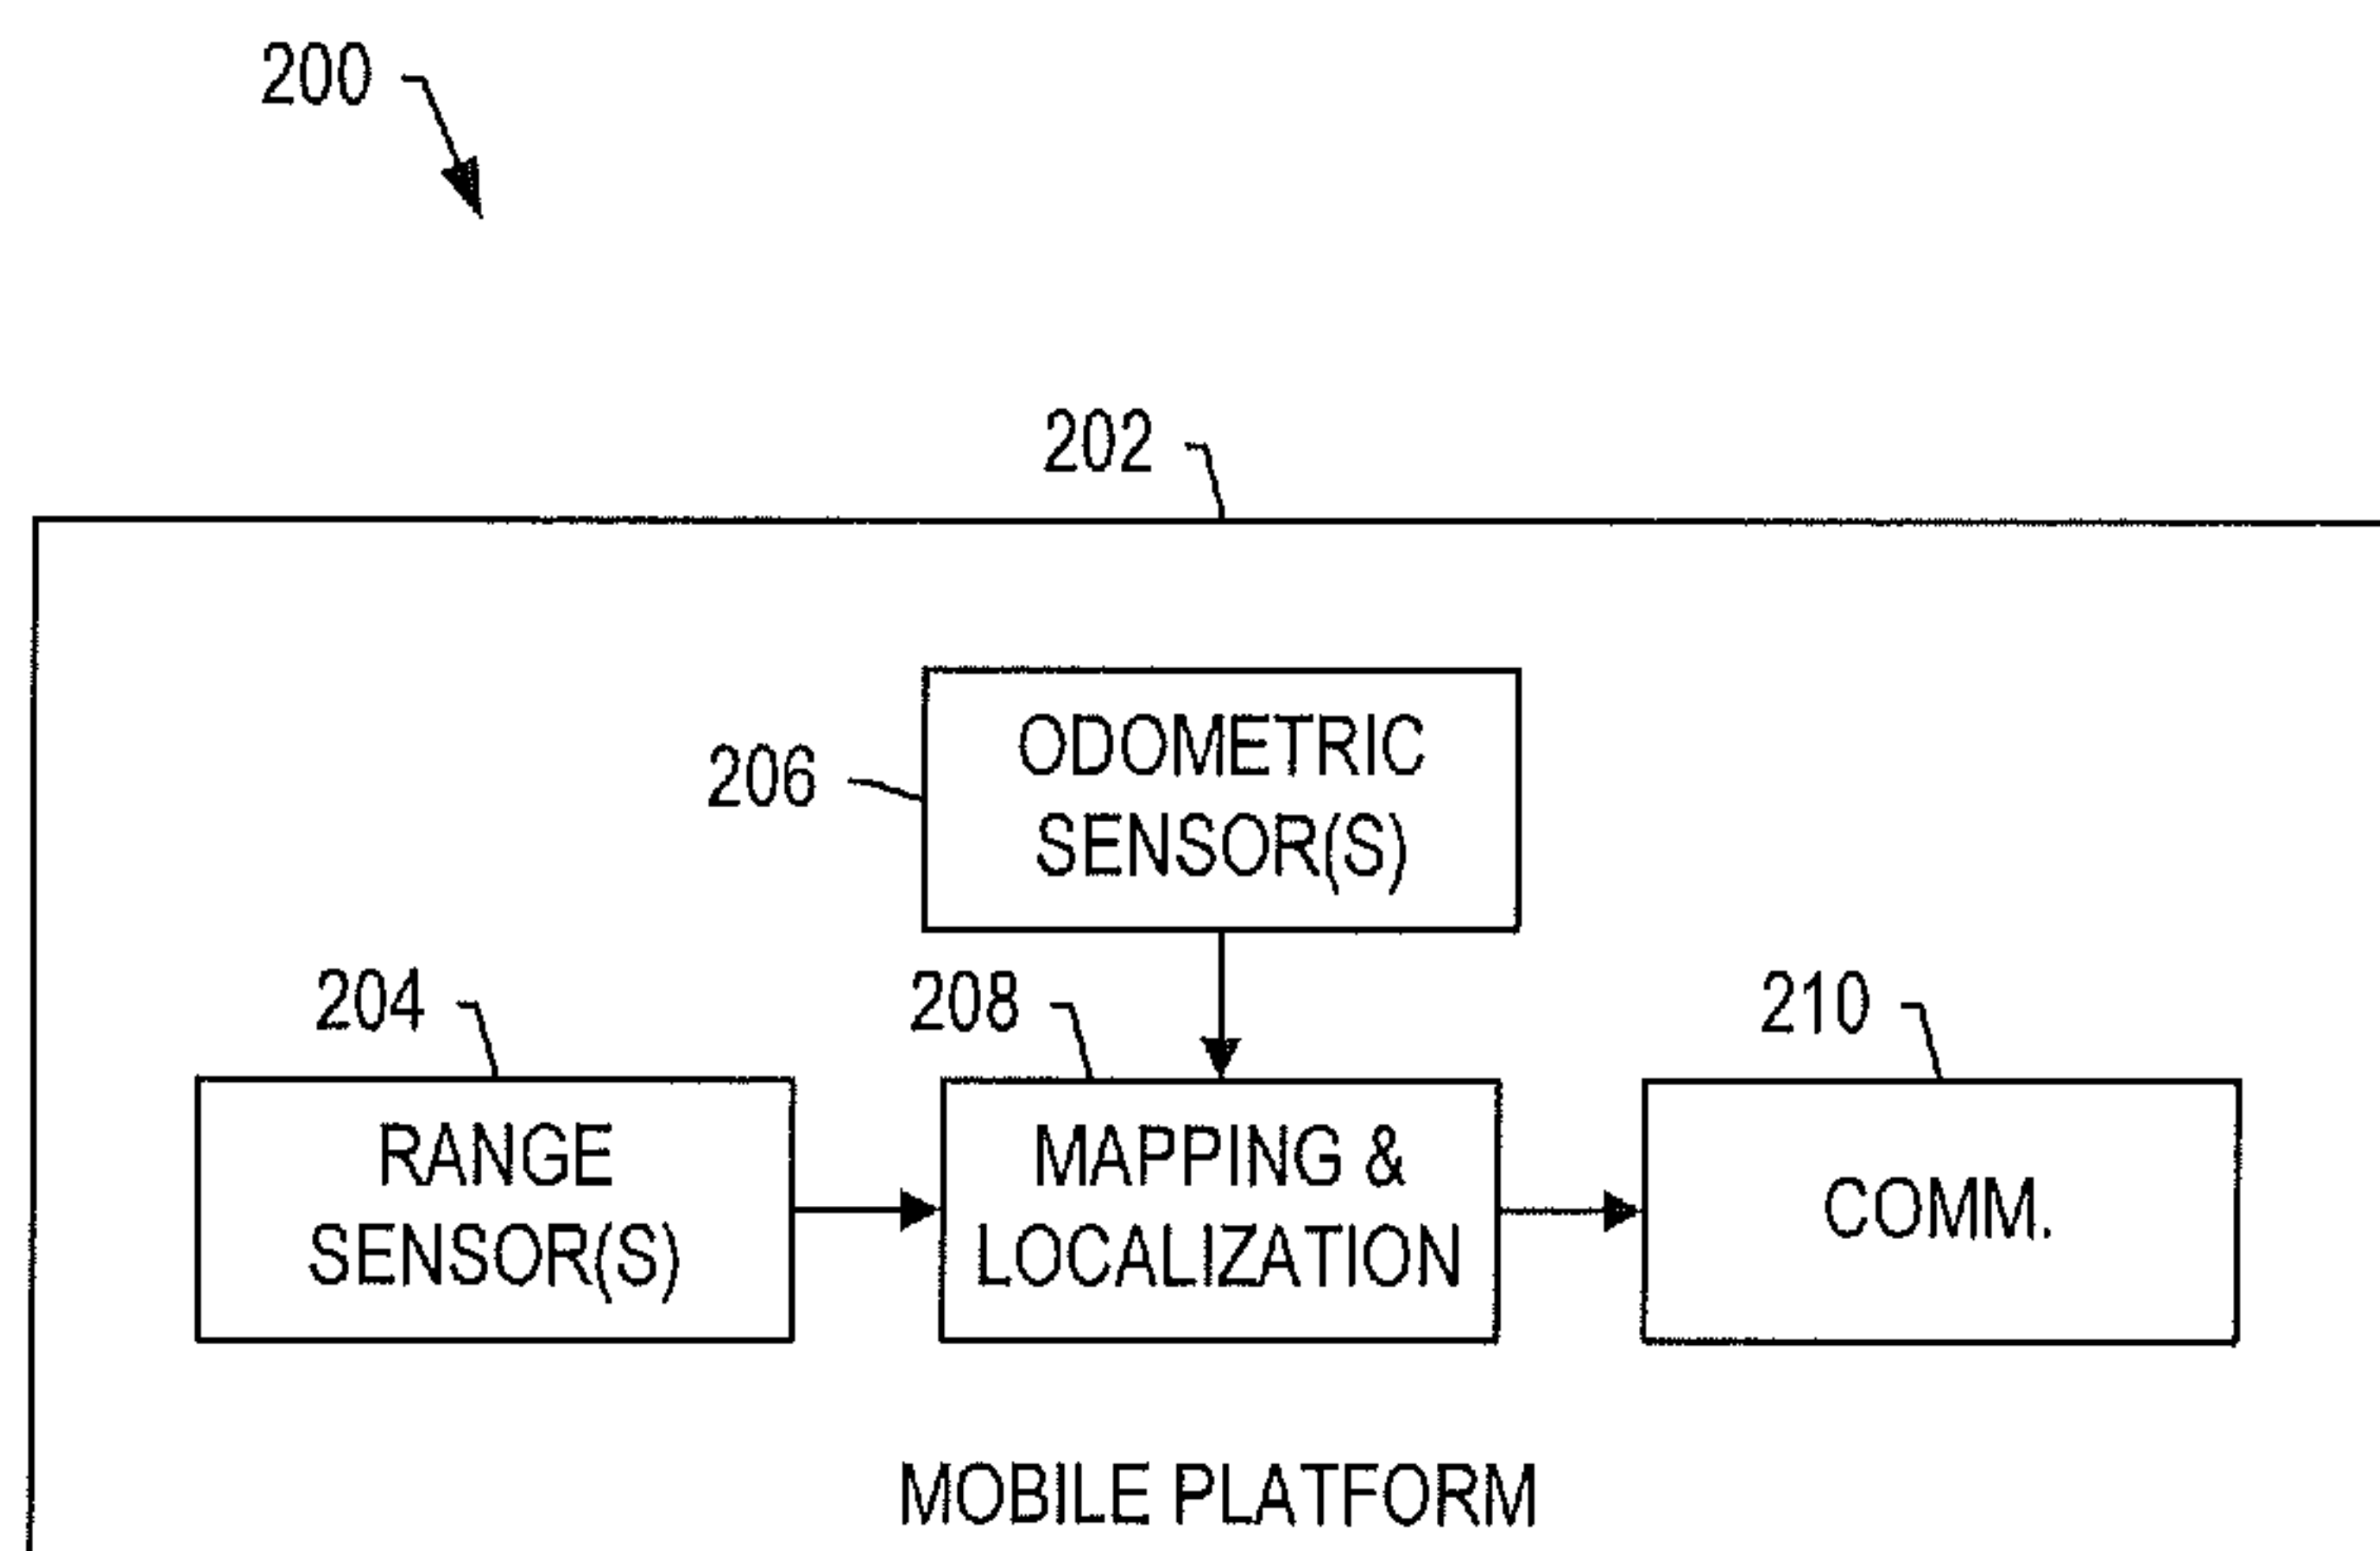 200
202
206
ODOMETRIC
SENSOR(S)
204
208
210
RANGE
SENSOR(S)
MAPPING &
LOCALIZATION
COMM.
MOBILE PLATFORM